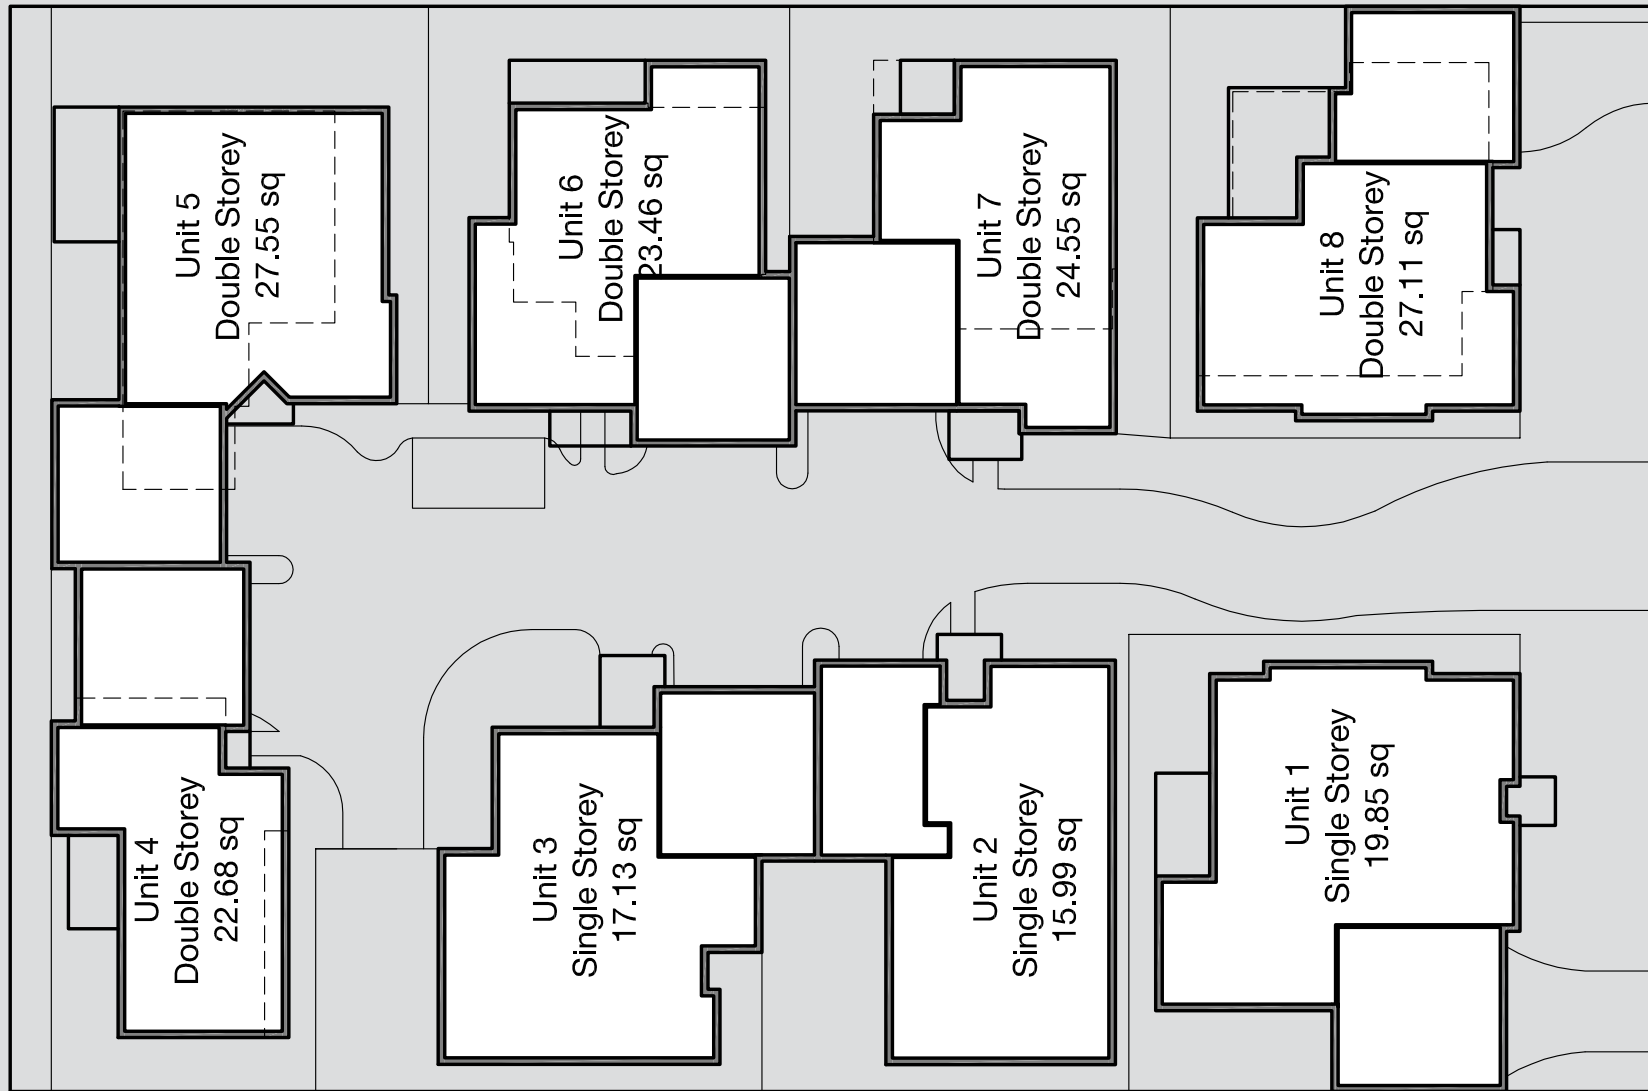 Unit 5
Double Storey
27.55 sq
Unit 6
Double Storey
23.46 sq
Unit 7
Double Storey
24.55 sq
Unit 8
Double Storey
27.11 sq
Unit 4
Double Storey
22.68 sq
Unit 3
Single Storey
17.13 sq
Unit 2
Single Storey
15.99 sq
Unit 1
Single Storey
19.85 sq